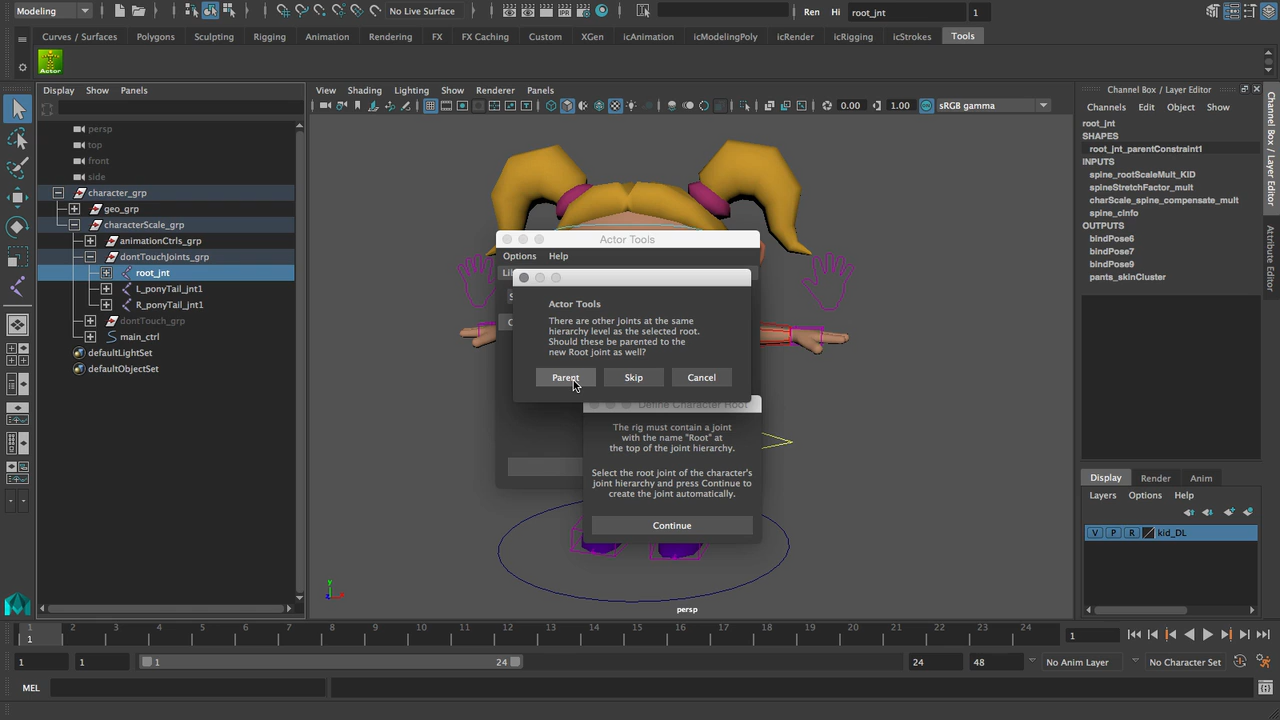 Modeling
No Live Surface
Ren
Hi
root_jnt
1
Curves / Surfaces
Polygons
Sculpting
Rigging
Animation
Rendering
FX
FX Caching
Custom
XGen
icAnimation
icModelingPoly
icRender
icRigging
icStrokes
Tools
Actor
Display
Show
Panels
View
Shading
Lighting
Show
Renderer
Panels
0.00
1.00
sRGB gamma
persp
top
front
side
character_grp
geo_grp
characterScale_grp
animationCtrls_grp
dontTouchJoints_grp
root_jnt
L_ponyTail_jnt1
R_ponyTail_jnt1
dontTouch_grp
main_ctrl
defaultLightSet
defaultObjectSet
Actor Tools
Options
Help
Actor Tools
There are other joints at the same
hierarchy level as the selected root.
Should these be parented to the
new Root joint as well?
Parent
Skip
Cancel
Define Character Root
The rig must contain a joint
with the name "Root" at
the top of the joint hierarchy.
Select the root joint of the character's
joint hierarchy and press Continue to
create the joint automatically.
Continue
persp
Channel Box / Layer Editor
Channels
Edit
Object
Show
root_jnt
SHAPES
root_jnt_parentConstraint1
INPUTS
spine_rootScaleMult_KID
spineStretchFactor_mult
charScale_spine_compensate_mult
spine_cInfo
OUTPUTS
bindPose6
bindPose7
bindPose9
pants_skinCluster
Channel Box / Layer Editor
Attribute Editor
Display
Render
Anim
Layers
Options
Help
V
P
R
kid_DL
1 2 3 4 5 6 7 8 9 10 11 12 13 14 15 16 17 18 19 20 21 22 23 24
1
1
1
1
1
24
24
48
No Anim Layer
No Character Set
MEL